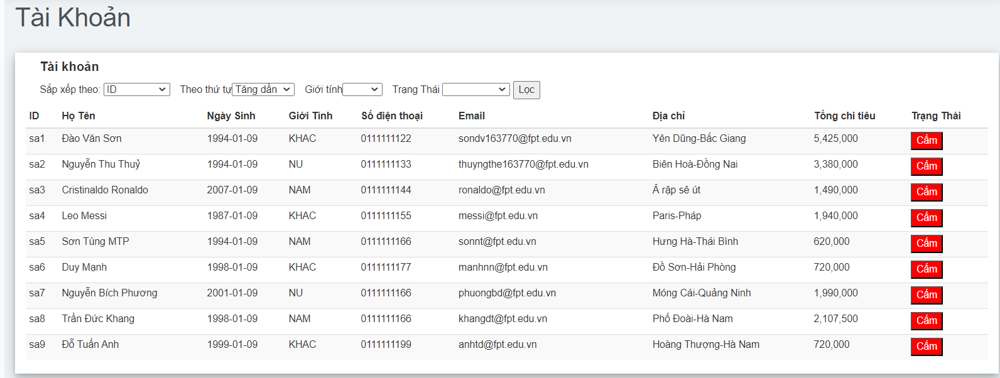 Tài Khoản
Tài khoản
Sắp xếp theo: ID Theo thứ tự Tăng dần Giới tính Trạng Thái Lọc
ID Họ Tên Ngày Sinh Giới Tính Số điện thoại Email Địa chỉ Tổng chi tiêu Trạng Thái
sa1 Đào Văn Sơn 1994-01-09 KHAC 0111111122 sondv163770@fpt.edu.vn Yên Dũng-Bắc Giang 5,425,000 Cấm
sa2 Nguyễn Thu Thuỷ 1994-01-09 NU 0111111133 thuyngthe163770@fpt.edu.vn Biên Hoà-Đồng Nai 3,380,000 Cấm
sa3 Cristinaldo Ronaldo 2007-01-09 NAM 0111111144 ronaldo@fpt.edu.vn Ả rập sê út 1,490,000 Cấm
sa4 Leo Messi 1987-01-09 KHAC 0111111155 messi@fpt.edu.vn Paris-Pháp 1,940,000 Cấm
sa5 Sơn Tùng MTP 1994-01-09 NAM 0111111166 sonnt@fpt.edu.vn Hưng Hà-Thái Bình 620,000 Cấm
sa6 Duy Mạnh 1998-01-09 KHAC 0111111177 manhnn@fpt.edu.vn Đồ Sơn-Hải Phòng 720,000 Cấm
sa7 Nguyễn Bích Phương 2001-01-09 NU 0111111166 phuongbd@fpt.edu.vn Móng Cái-Quảng Ninh 1,990,000 Cấm
sa8 Trần Đức Khang 1998-01-09 NAM 0111111166 khangdt@fpt.edu.vn Phố Đoài-Hà Nam 2,107,500 Cấm
sa9 Đỗ Tuấn Anh 1999-01-09 KHAC 0111111199 anhtd@fpt.edu.vn Hoàng Thượng-Hà Nam 720,000 Cấm